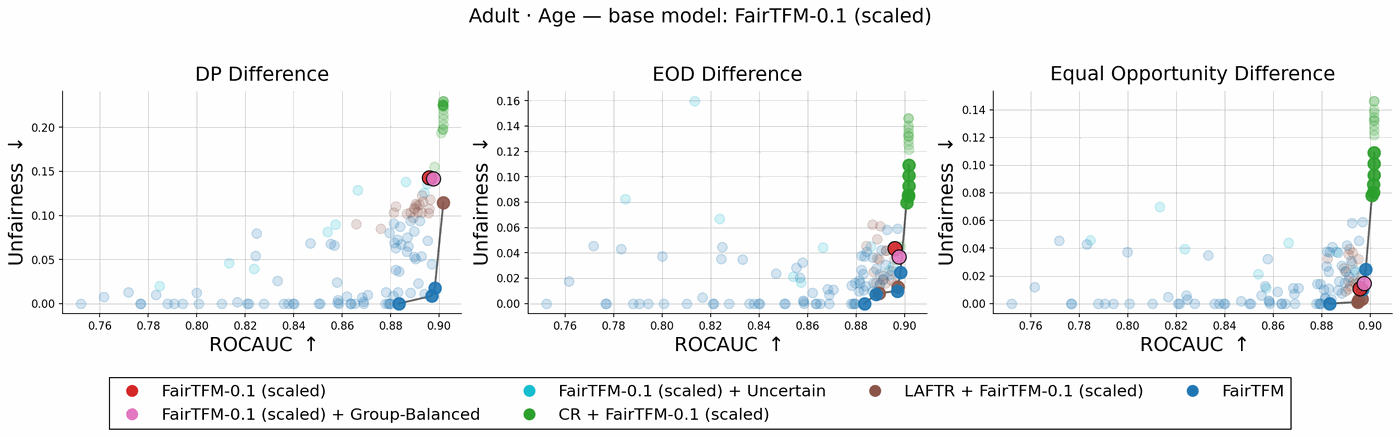 Adult · Age — base model: FairTFM-0.1 (scaled)
DP Difference
Unfairness ↓
0.20
0.15
0.10
0.05
0.00
0.76 0.78 0.80 0.82 0.84 0.86 0.88 0.90
ROCAUC ↑
EOD Difference
Unfairness ↓
0.16
0.14
0.12
0.10
0.08
0.06
0.04
0.02
0.00
0.76 0.78 0.80 0.82 0.84 0.86 0.88 0.90
ROCAUC ↑
Equal Opportunity Difference
Unfairness ↓
0.14
0.12
0.10
0.08
0.06
0.04
0.02
0.00
0.76 0.78 0.80 0.82 0.84 0.86 0.88 0.90
ROCAUC ↑
FairTFM-0.1 (scaled)
FairTFM-0.1 (scaled) + Group-Balanced
FairTFM-0.1 (scaled) + Uncertain
CR + FairTFM-0.1 (scaled)
LAFTR + FairTFM-0.1 (scaled)
FairTFM